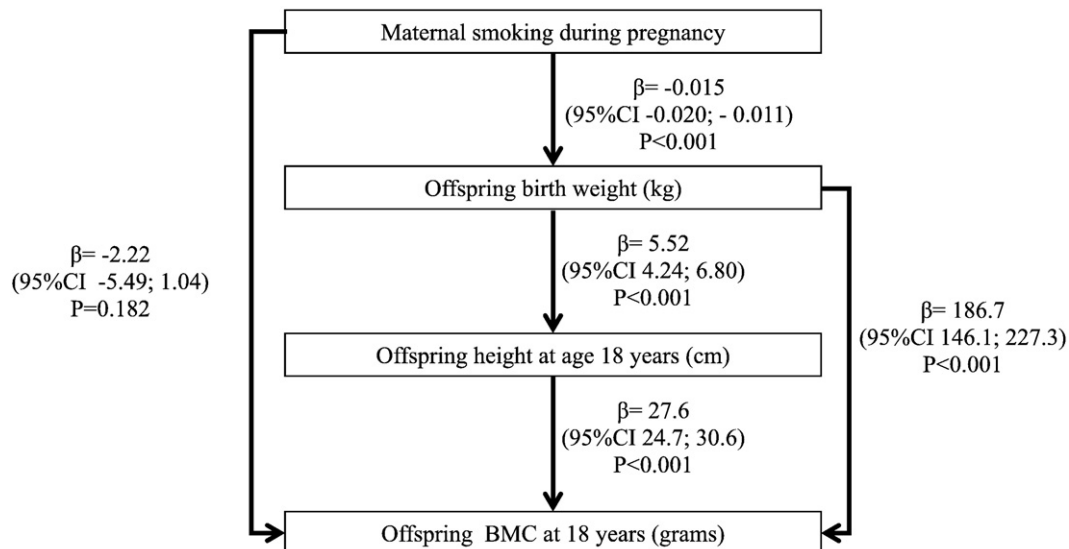 Maternal smoking during pregnancy
β= -0.015
(95%CI -0.020; - 0.011)
P<0.001
Offspring birth weight (kg)
β= -2.22
(95%CI  -5.49; 1.04)
P=0.182
β= 5.52
(95%CI 4.24; 6.80)
P<0.001
β= 186.7
(95%CI 146.1; 227.3)
P<0.001
Offspring height at age 18 years (cm)
β= 27.6
(95%CI 24.7; 30.6)
P<0.001
Offspring  BMC at 18 years (grams)